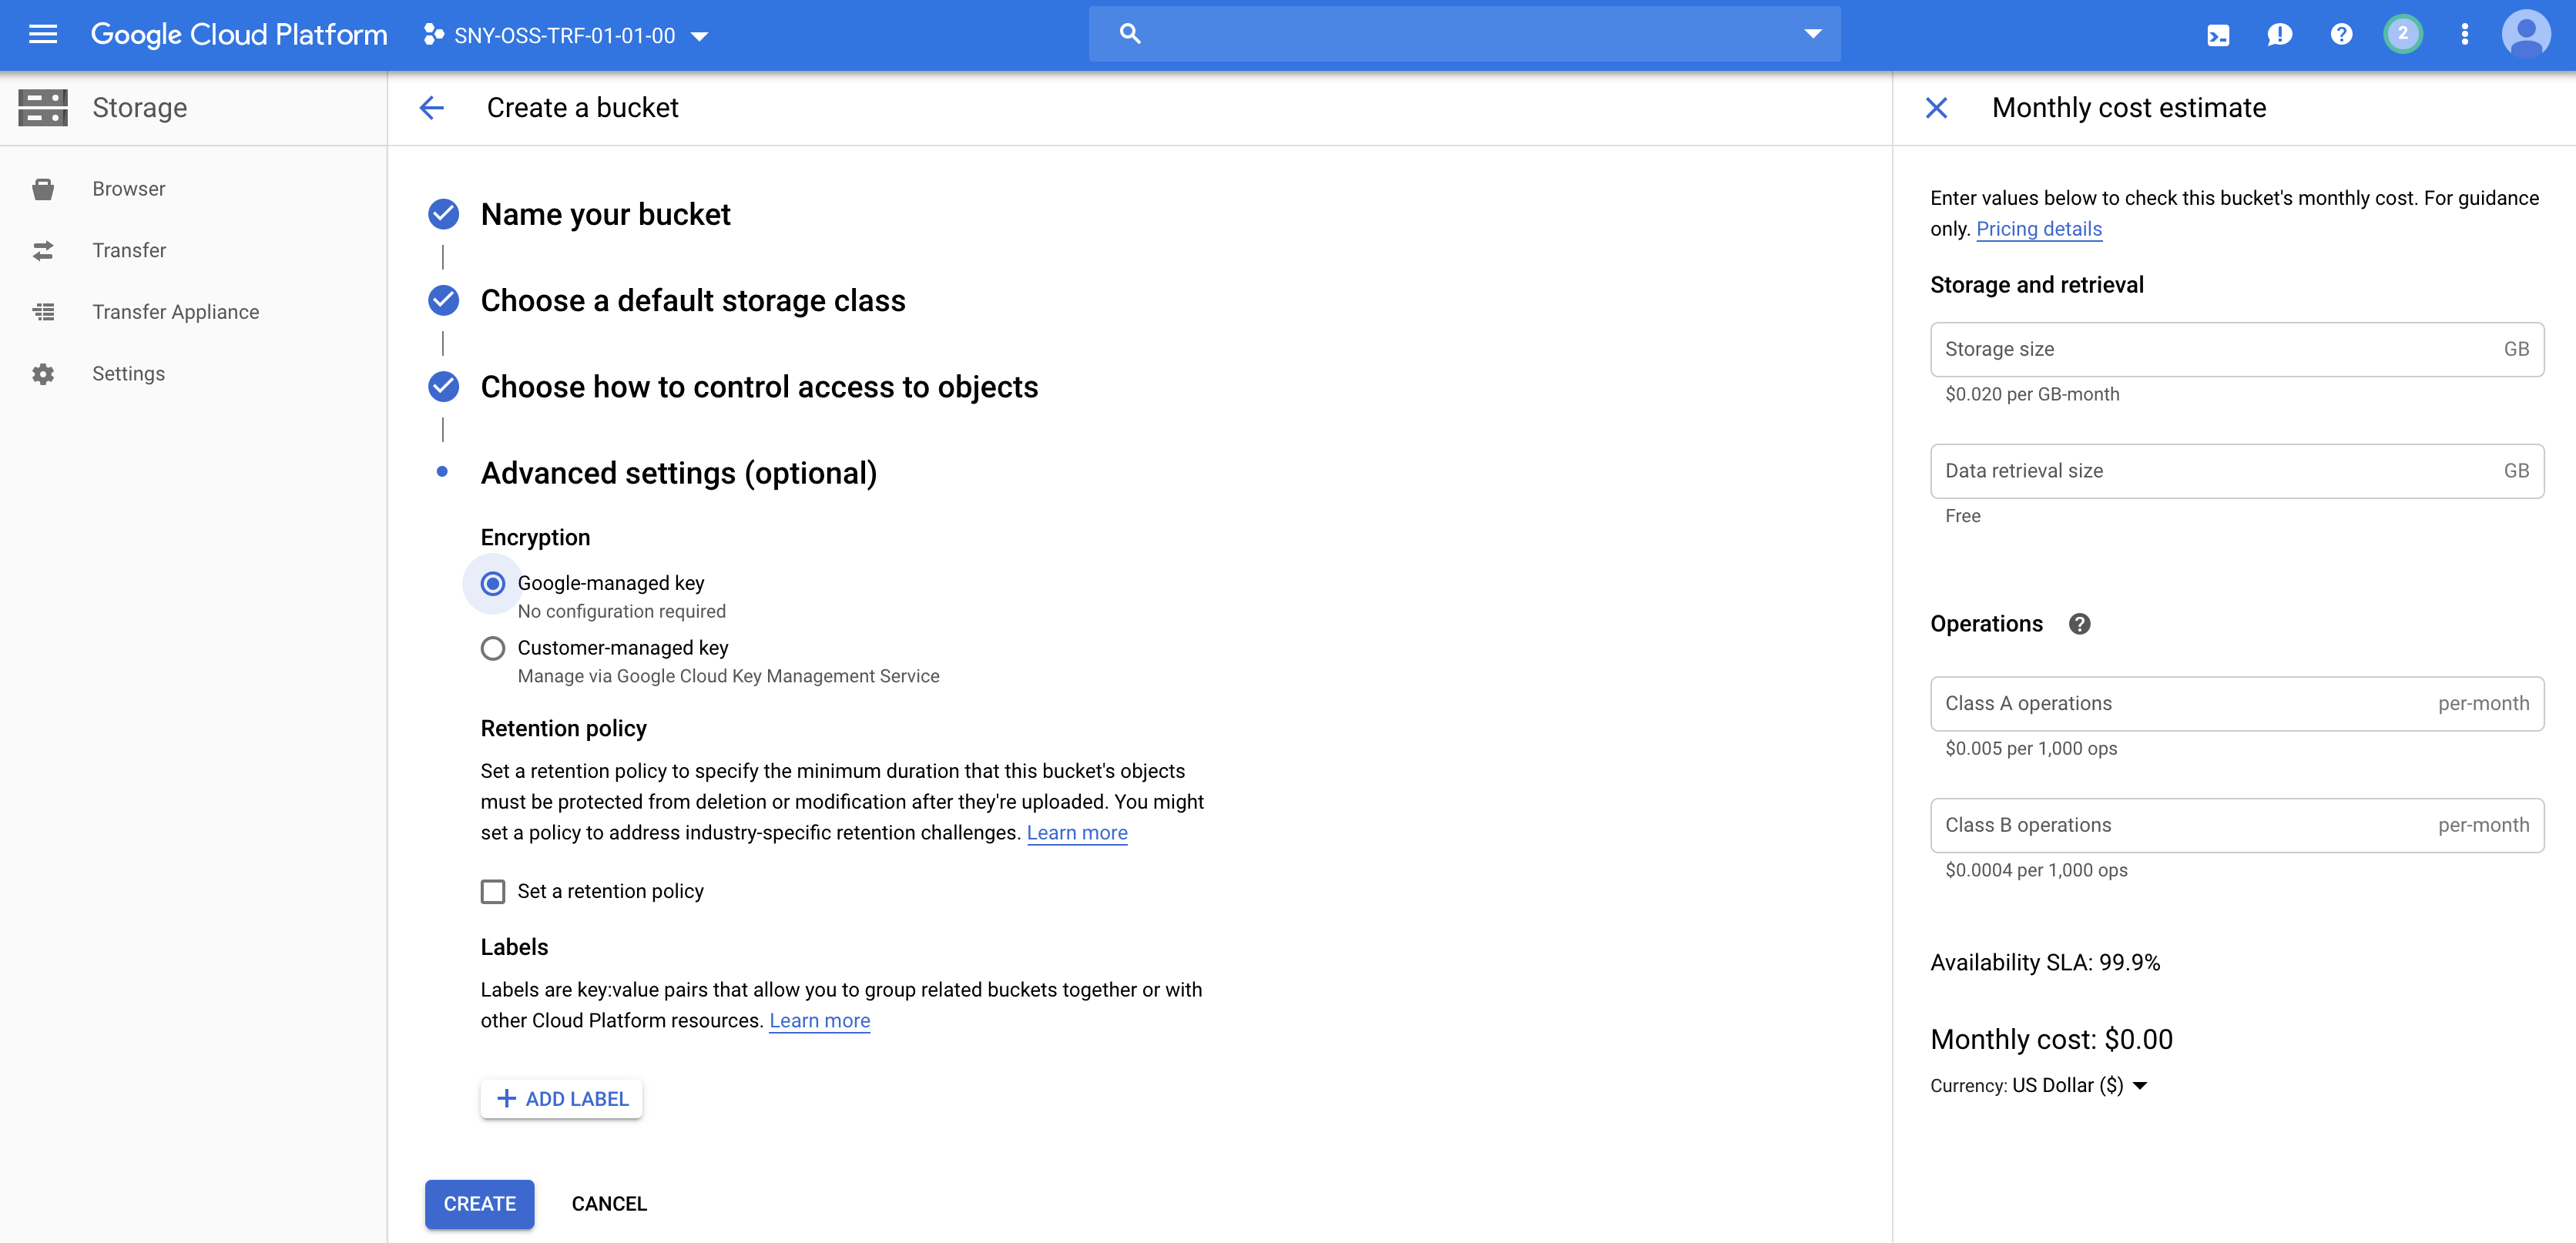 Google Cloud Platform
SNY-OSS-TRF-01-01-00
2
Storage
Browser
Transfer
Transfer Appliance
Settings
Create a bucket
Name your bucket
Choose a default storage class
Choose how to control access to objects
Advanced settings (optional)
Encryption
Google-managed key
No configuration required
Customer-managed key
Manage via Google Cloud Key Management Service
Retention policy
Set a retention policy to specify the minimum duration that this bucket's objects
must be protected from deletion or modification after they're uploaded. You might
set a policy to address industry-specific retention challenges. Learn more
Set a retention policy
Labels
Labels are key:value pairs that allow you to group related buckets together or with
other Cloud Platform resources. Learn more
ADD LABEL
CREATE CANCEL
Monthly cost estimate
Enter values below to check this bucket's monthly cost. For guidance
only. Pricing details
Storage and retrieval
Storage size GB
$0.020 per GB-month
Data retrieval size GB
Free
Operations
Class A operations per-month
$0.005 per 1,000 ops
Class B operations per-month
$0.0004 per 1,000 ops
Availability SLA: 99.9%
Monthly cost: $0.00
Currency: US Dollar ($)